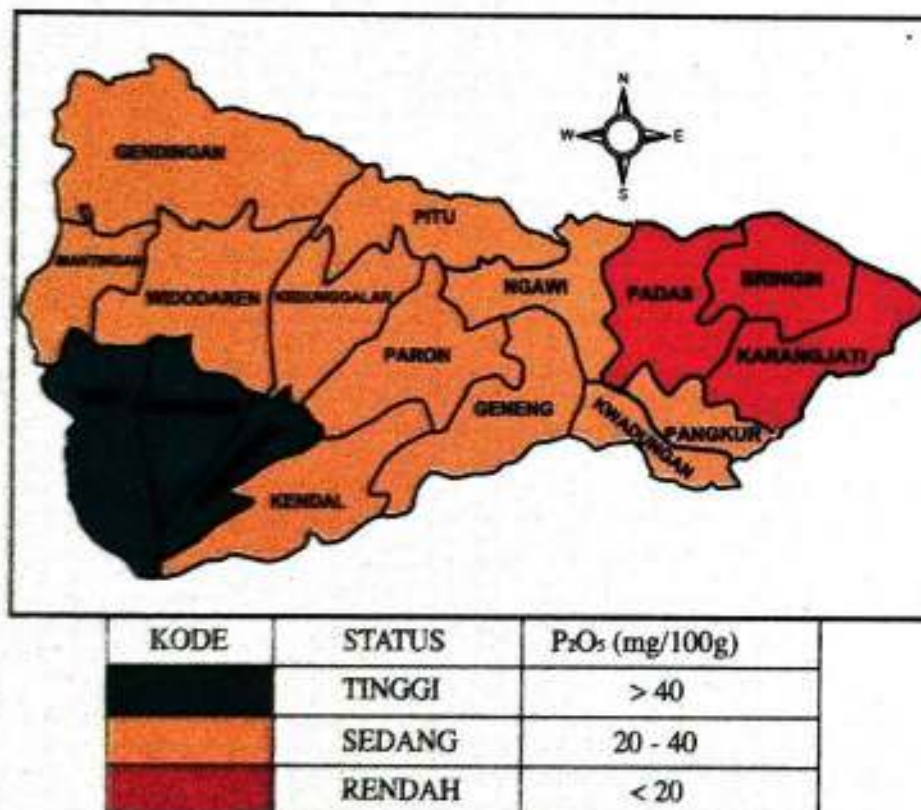 N
W E
S
GENDINGAN
PITU
MANTINGAN
WIDODAREN
KEDUNGGALAR
NGAWI
PADAS
BRINGIN
PARON
KARANGJATI
GENENG
KWADUNGAN
PANGKUR
KENDAL
KODE STATUS P₂O₅ (mg/100g)
TINGGI > 40
SEDANG 20 - 40
RENDAH < 20